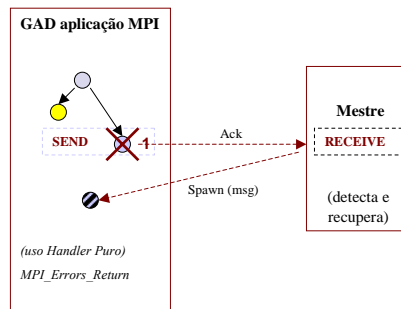 GAD aplicação MPI
SEND
1
Ack
Mestre
RECEIVE
Spawn (msg)
(detecta e
recupera)
(uso Handler Puro)
MPI_Errors_Return